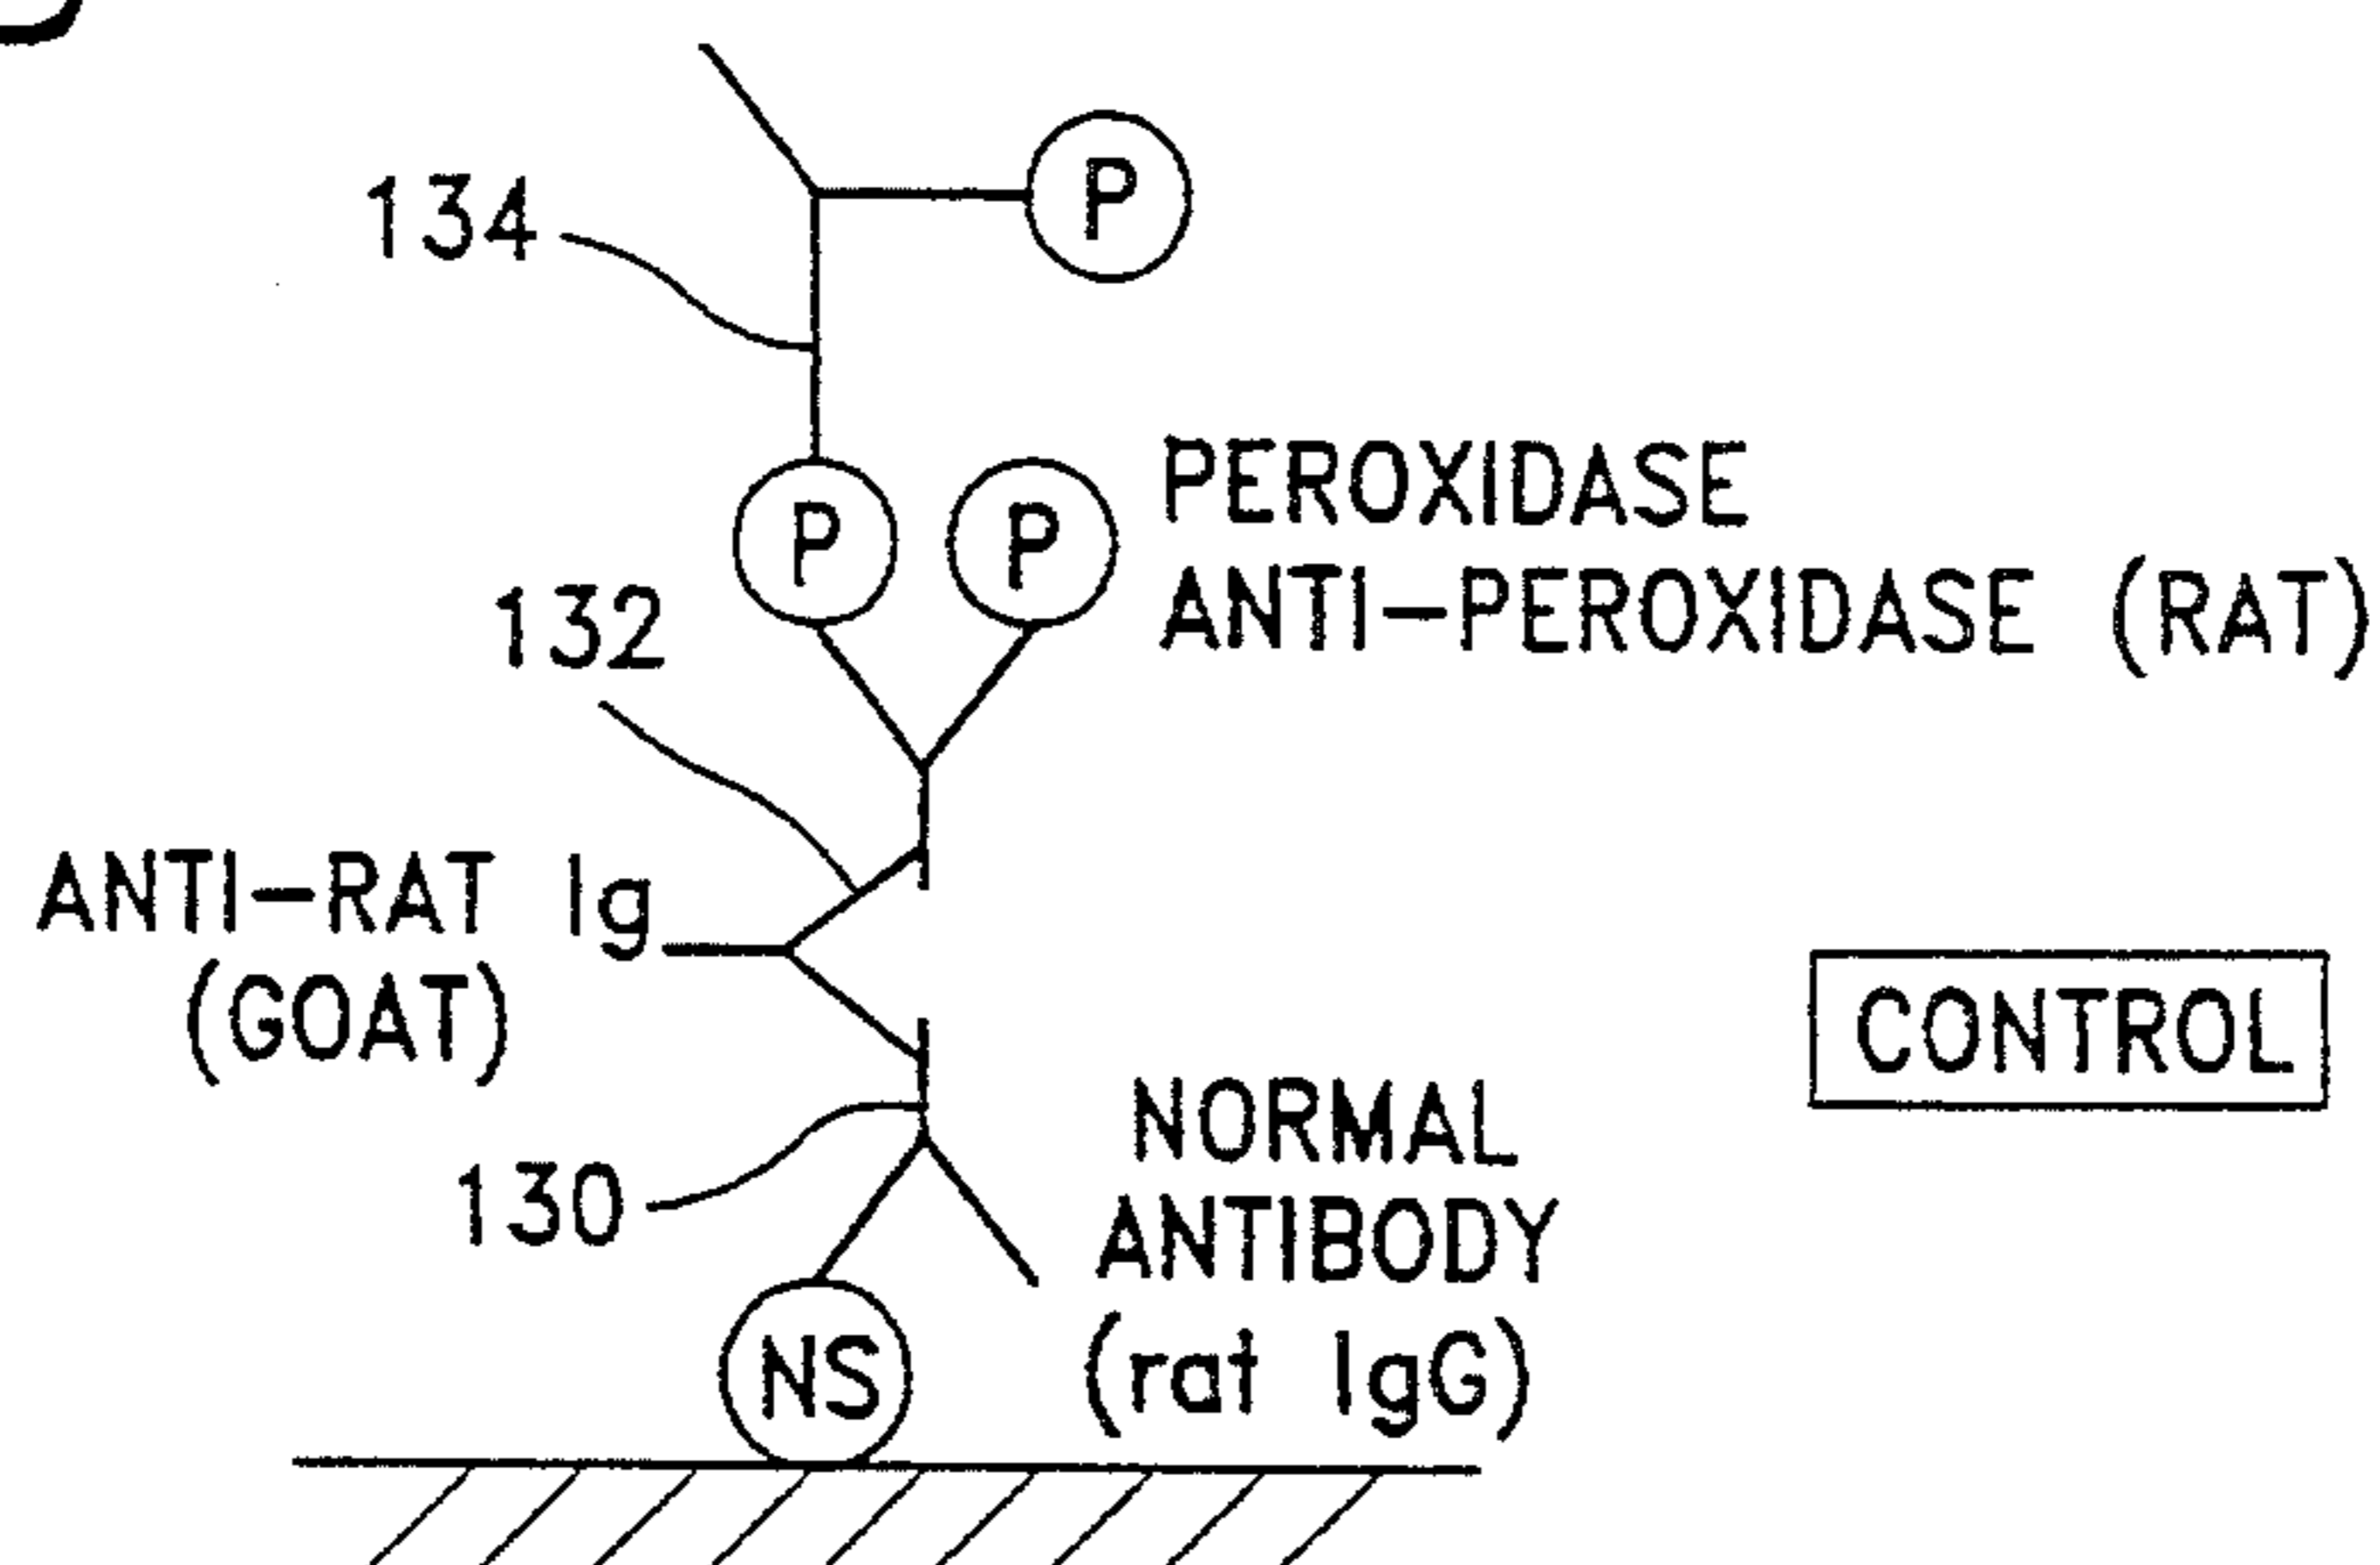 134
P
P
P
PEROXIDASE
ANTI-PEROXIDASE (RAT)
132
ANTI-RAT Ig
(GOAT)
CONTROL
130
NORMAL
ANTIBODY
(rat IgG)
NS